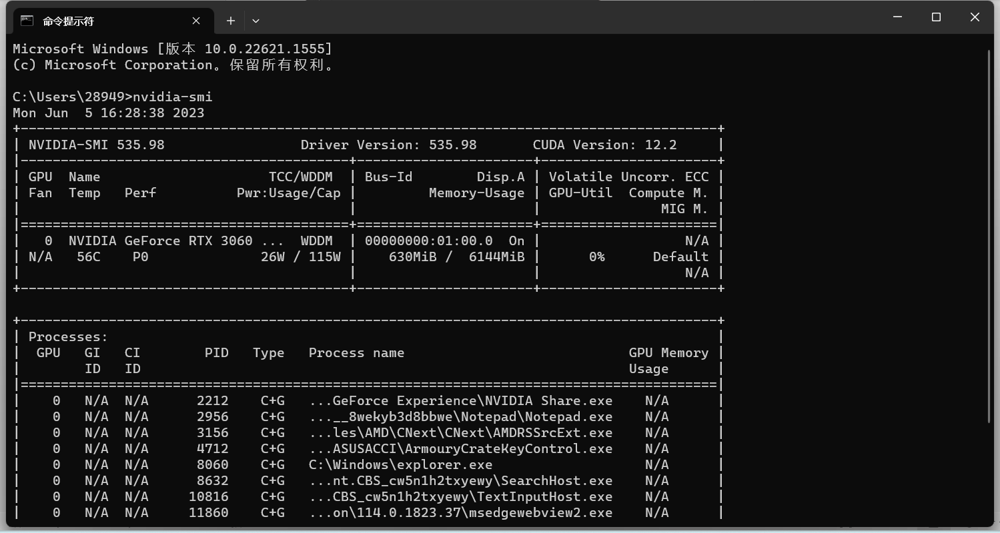 命令提示符
Microsoft Windows [版本 10.0.22621.1555]
(c) Microsoft Corporation。保留所有权利。
C:\Users\28949>nvidia-smi
Mon Jun  5 16:28:38 2023
+---------------------------------------------------------------------------------------+
| NVIDIA-SMI 535.98                 Driver Version: 535.98       CUDA Version: 12.2     |
|-----------------------------------------+----------------------+----------------------+
| GPU  Name                     TCC/WDDM  | Bus-Id        Disp.A | Volatile Uncorr. ECC |
| Fan  Temp   Perf          Pwr:Usage/Cap |         Memory-Usage | GPU-Util  Compute M. |
|                                         |                      |               MIG M. |
|=========================================+======================+======================|
|   0  NVIDIA GeForce RTX 3060 ...  WDDM  | 00000000:01:00.0  On |                  N/A |
| N/A   56C    P0              26W / 115W |    630MiB /  6144MiB |      0%      Default |
|                                         |                      |                  N/A |
+-----------------------------------------+----------------------+----------------------+
+---------------------------------------------------------------------------------------+
| Processes:                                                                            |
|  GPU   GI   CI        PID   Type   Process name                            GPU Memory |
|        ID   ID                                                             Usage      |
|=======================================================================================|
|    0   N/A  N/A      2212    C+G   ...GeForce Experience\NVIDIA Share.exe    N/A      |
|    0   N/A  N/A      2956    C+G   ...__8wekyb3d8bbwe\Notepad\Notepad.exe    N/A      |
|    0   N/A  N/A      3156    C+G   ...les\AMD\CNext\CNext\AMDRSSrcExt.exe    N/A      |
|    0   N/A  N/A      4712    C+G   ...ASUSACCI\ArmouryCrateKeyControl.exe    N/A      |
|    0   N/A  N/A      8060    C+G   C:\Windows\explorer.exe                   N/A      |
|    0   N/A  N/A      8632    C+G   ...nt.CBS_cw5n1h2txyewy\SearchHost.exe    N/A      |
|    0   N/A  N/A     10816    C+G   ...CBS_cw5n1h2txyewy\TextInputHost.exe    N/A      |
|    0   N/A  N/A     11860    C+G   ...on\114.0.1823.37\msedgewebview2.exe    N/A      |